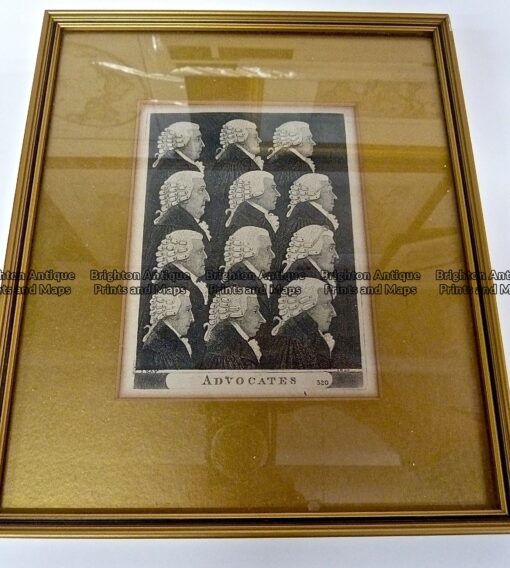 Brighton Antique Brighton Antique Brighton Antique Brighton Antique
Prints and Maps Prints and Maps Prints and Maps Prints and Maps
ADVOCATES 320